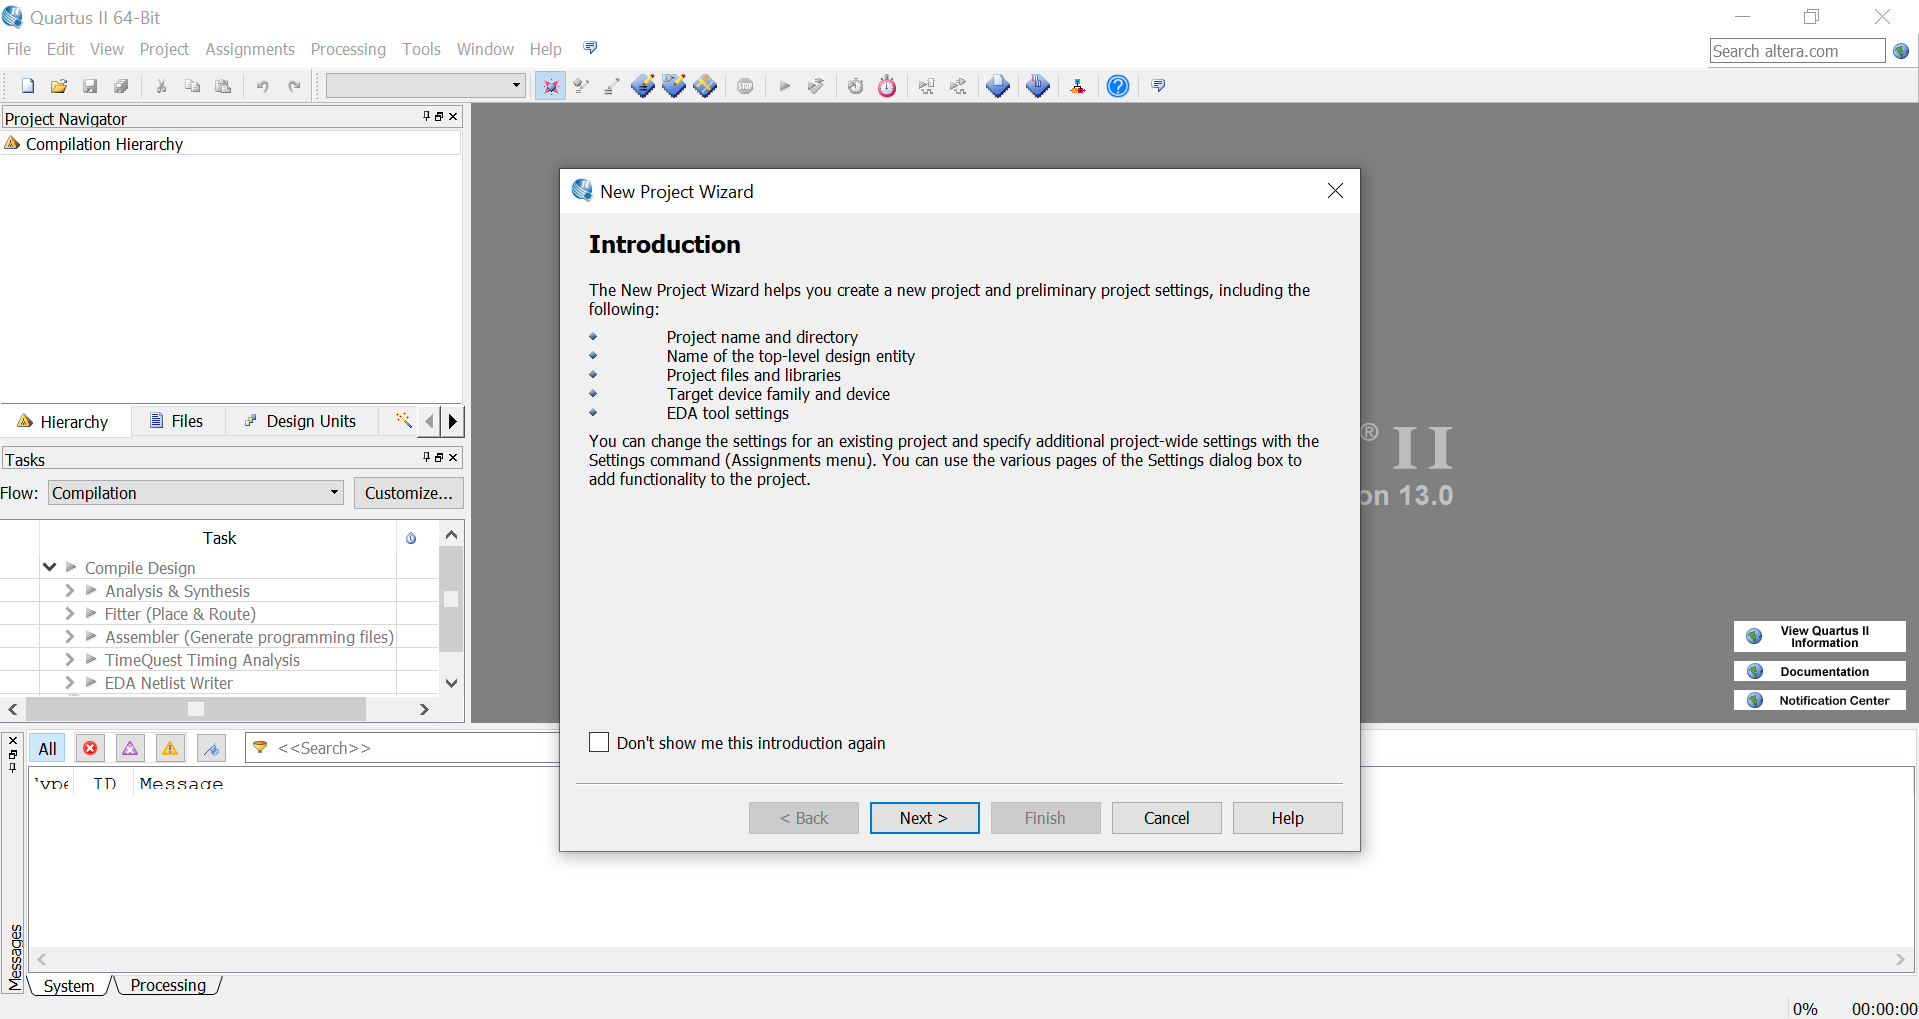 Quartus II 64-Bit
File Edit View Project Assignments Processing Tools Window Help
Search altera.com
STOP
Project Navigator
Compilation Hierarchy
Hierarchy Files Design Units
Tasks
Flow: Compilation Customize...
Task
Compile Design
Analysis & Synthesis
Fitter (Place & Route)
Assembler (Generate programming files)
TimeQuest Timing Analysis
EDA Netlist Writer
New Project Wizard
Introduction
The New Project Wizard helps you create a new project and preliminary project settings, including the
following:
Project name and directory
Name of the top-level design entity
Project files and libraries
Target device family and device
EDA tool settings
You can change the settings for an existing project and specify additional project-wide settings with the
Settings command (Assignments menu). You can use the various pages of the Settings dialog box to
add functionality to the project.
Don't show me this introduction again
< Back Next > Finish Cancel Help
® II
on 13.0
View Quartus II
Information
Documentation
Notification Center
All <<Search>>
ID Message
Messages
System Processing
0% 00:00:00